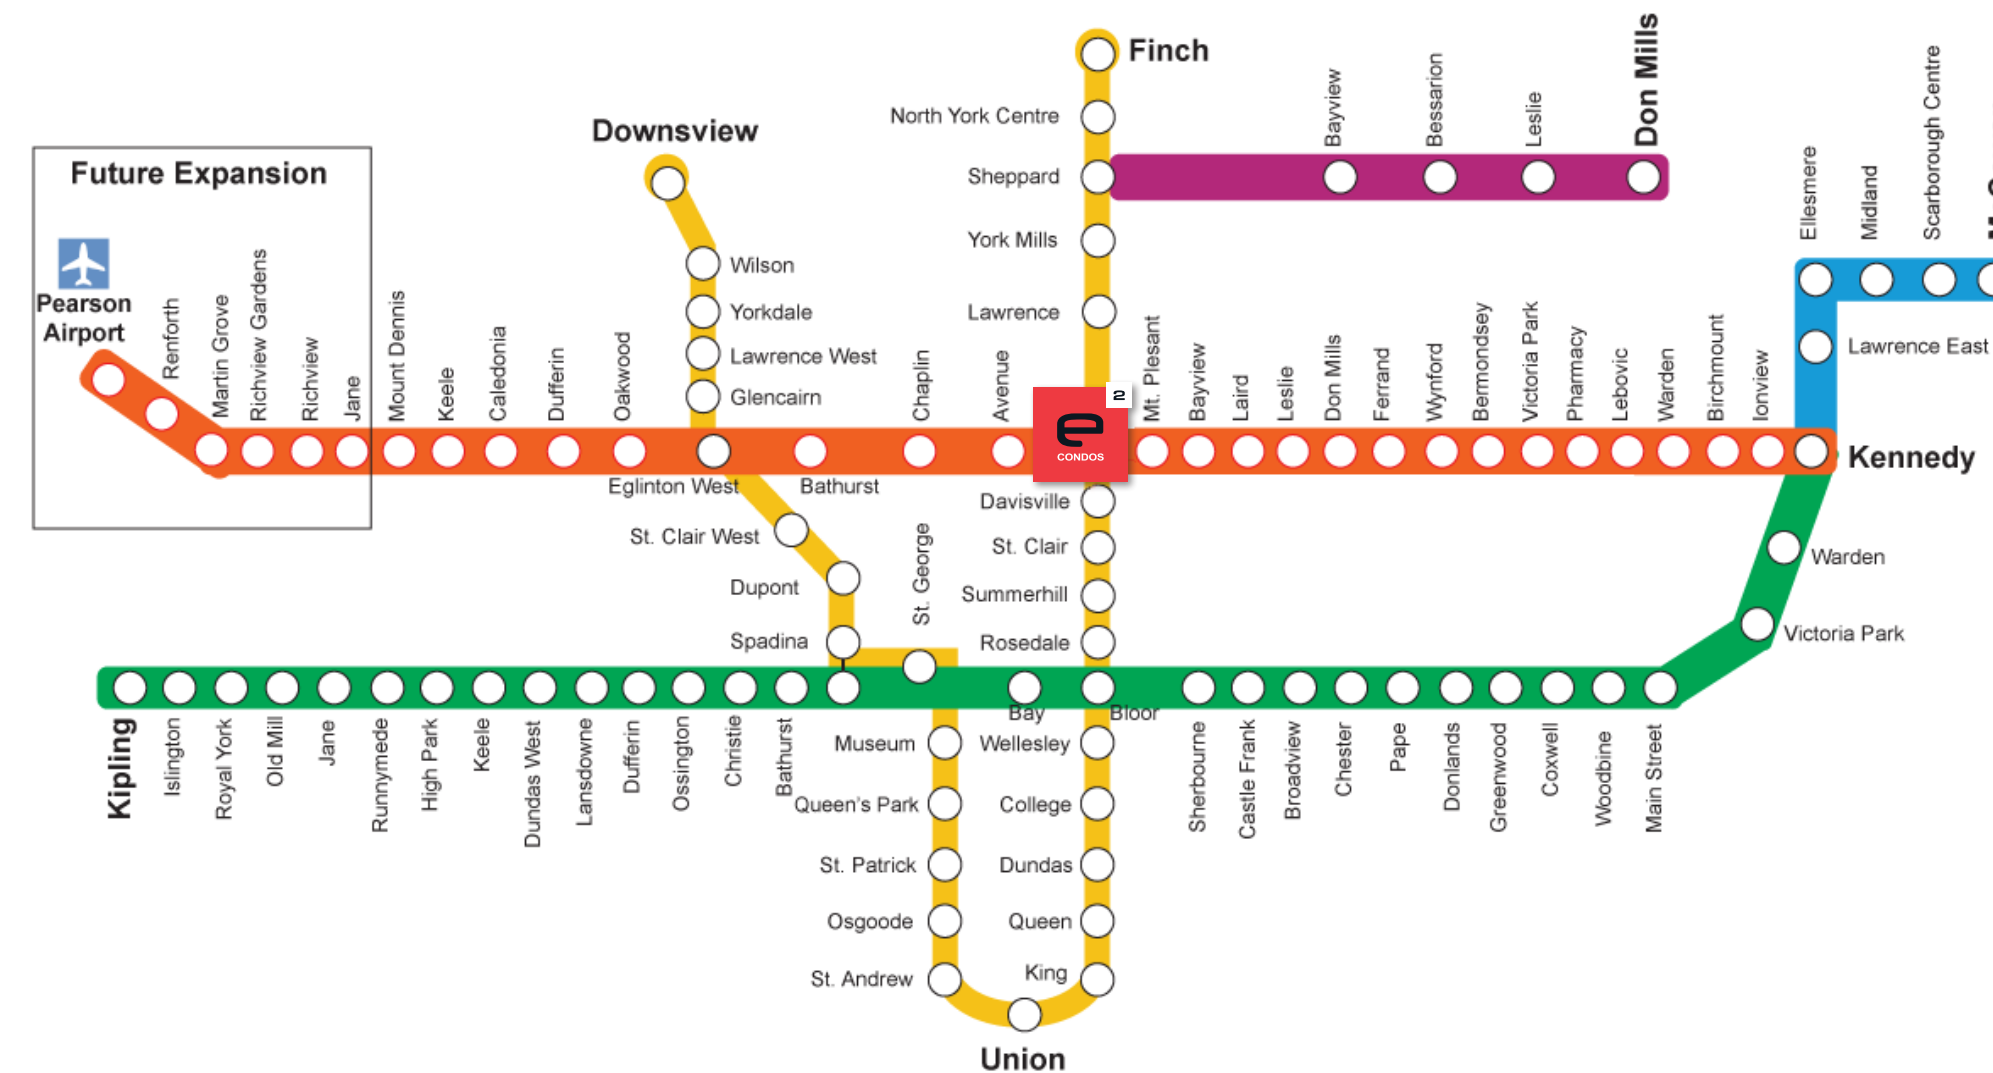 Finch
North York Centre
Sheppard
York Mills
Lawrence
Bayview
Bessarion
Leslie
Don Mills
Downsview
Wilson
Yorkdale
Lawrence West
Glencairn
Future Expansion
Pearson
Airport
Renforth
Martin Grove
Richview Gardens
Richview
Jane
Mount Dennis
Keele
Caledonia
Dufferin
Oakwood
Eglinton West
Bathurst
Chaplin
Avenue
2
e
CONDOS
Mt. Plesant
Bayview
Laird
Leslie
Don Mills
Ferrand
Wynford
Bermondsey
Victoria Park
Pharmacy
Lebovic
Warden
Birchmount
Ionview
Kennedy
Ellesmere
Midland
Scarborough Centre
Lawrence East
Warden
Victoria Park
St. Clair West
Dupont
Spadina
St. George
Davisville
St. Clair
Summerhill
Rosedale
Kipling
Islington
Royal York
Old Mill
Jane
Runnymede
High Park
Keele
Dundas West
Lansdowne
Dufferin
Ossington
Christie
Bathurst
Bay
Bloor
Sherbourne
Castle Frank
Broadview
Chester
Pape
Donlands
Greenwood
Coxwell
Woodbine
Main Street
Museum
Queen's Park
St. Patrick
Osgoode
St. Andrew
Wellesley
College
Dundas
Queen
King
Union